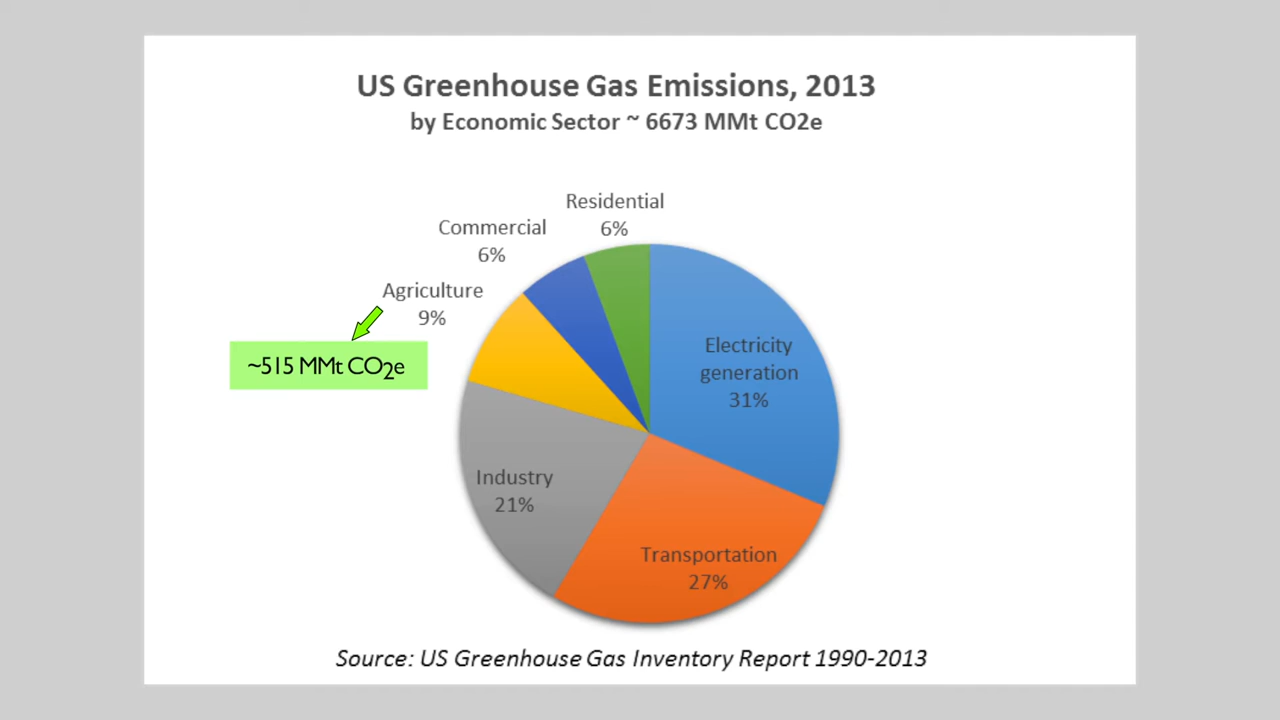 US Greenhouse Gas Emissions, 2013
by Economic Sector ~ 6673 MMt CO2e
Residential
6%
Commercial
6%
Agriculture
9%
~515 MMt CO2e
Electricity
generation
31%
Industry
21%
Transportation
27%
Source: US Greenhouse Gas Inventory Report 1990-2013